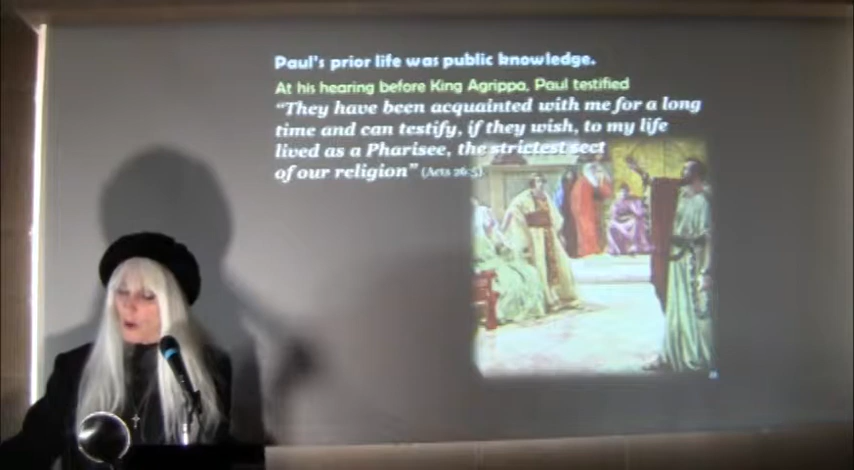 Paul's prior life was public knowledge.
At his hearing before King Agrippa, Paul testified
“They have been acquainted with me for a long
time and can testify, if they wish, to my life
lived as a Pharisee, the strictest sect
of our religion” (Acts 26:5)